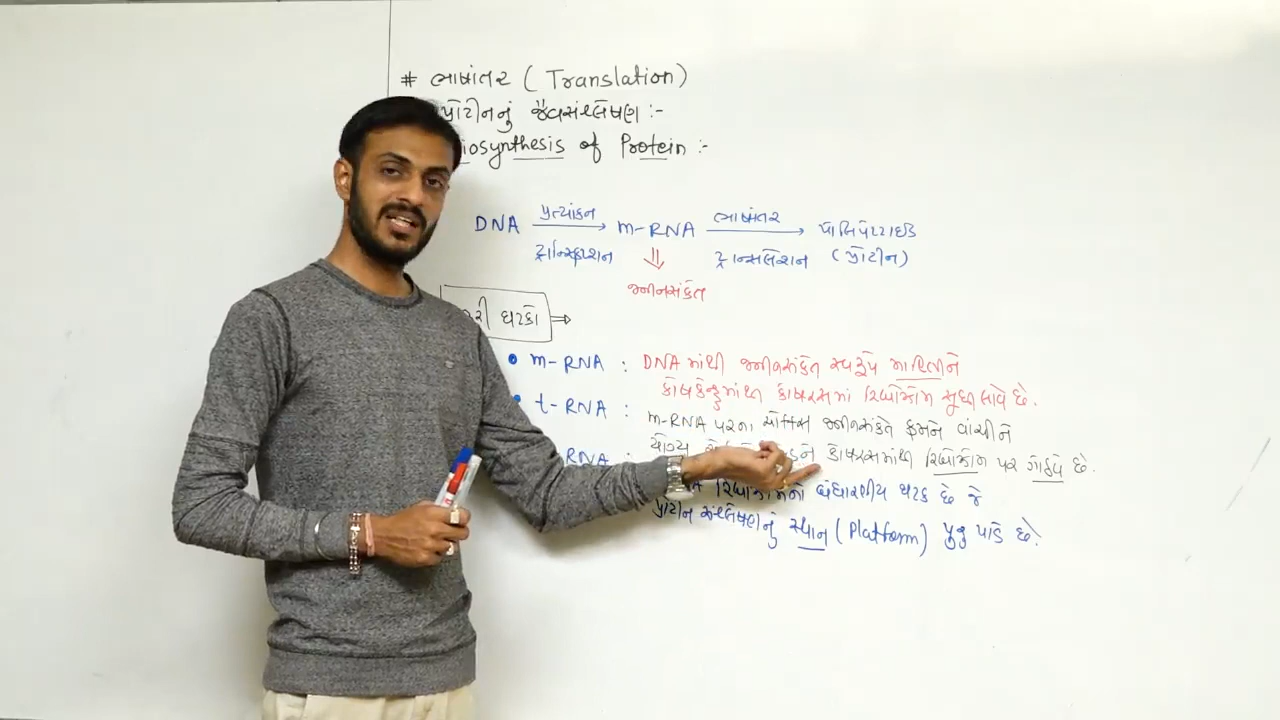 # ભાષાંતર ( Translation)
પ્રોટીનનું જૈવસંશ્લેષણ :-
iosynthesis of Protein :-
DNA પ્રત્યાંકન m-RNA ભાષાંતર પોલિપેપ્ટાઇડ
ટ્રાન્સ્ક્રિપ્શન ટ્રાન્સલેશન (પ્રોટીન)
જનીનસંકેત
રી ઘટકો
• m-RNA : DNA માંથી જનીનસંકેત સ્વરૂપે માહિતીને
કોષકેન્દ્રમાંથી કોષરસમાં રિબોઝોમ સુધી લાવે છે.
• t-RNA : m-RNA પરના ચોક્કસ જનીનસંકેત ક્રમને વાંચીને
યોગ્ય ને કોષરસમાંથી રિબોઝોમ પર ગોઠવે છે.
RNA : રિબોઝોમનો બંધારણીય ઘટક છે જે
પ્રોટીન સંશ્લેષણનું સ્થાન (Platform) પુરુ પાડે છે.